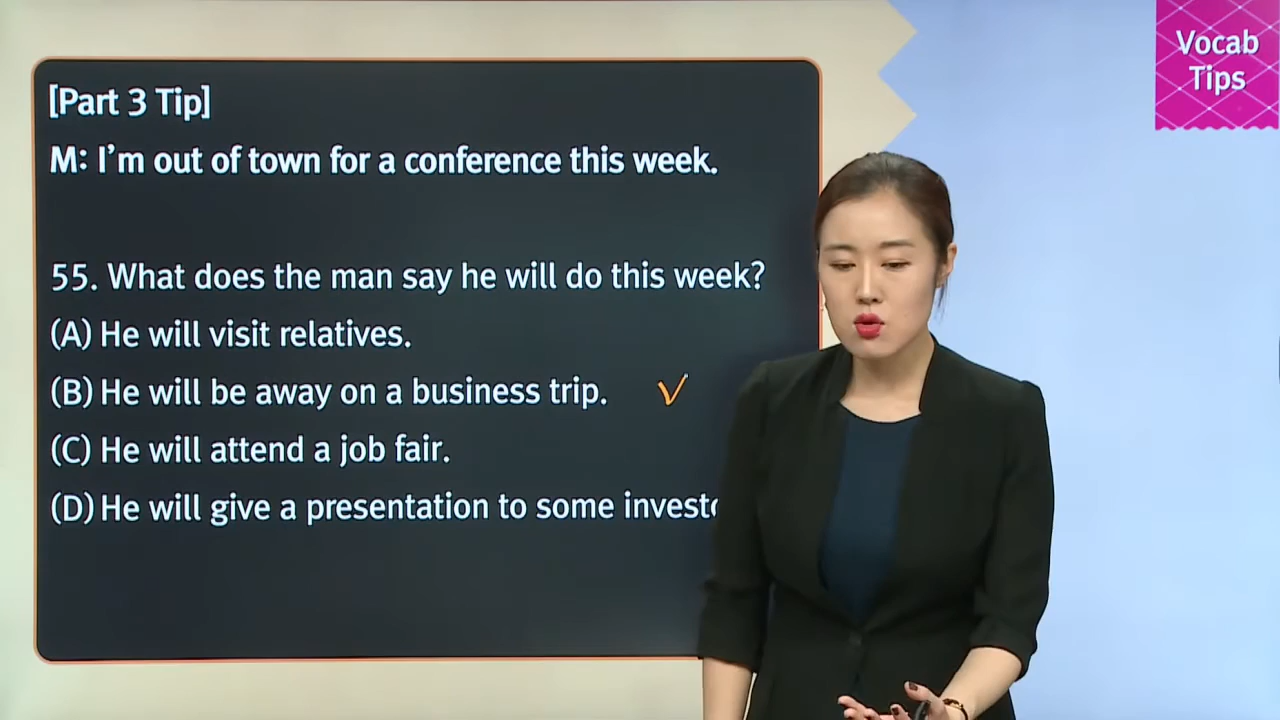 [Part 3 Tip]
M: I'm out of town for a conference this week.
55. What does the man say he will do this week?
(A) He will visit relatives.
(B) He will be away on a business trip. ✓
(C) He will attend a job fair.
(D) He will give a presentation to some
Vocab
Tips